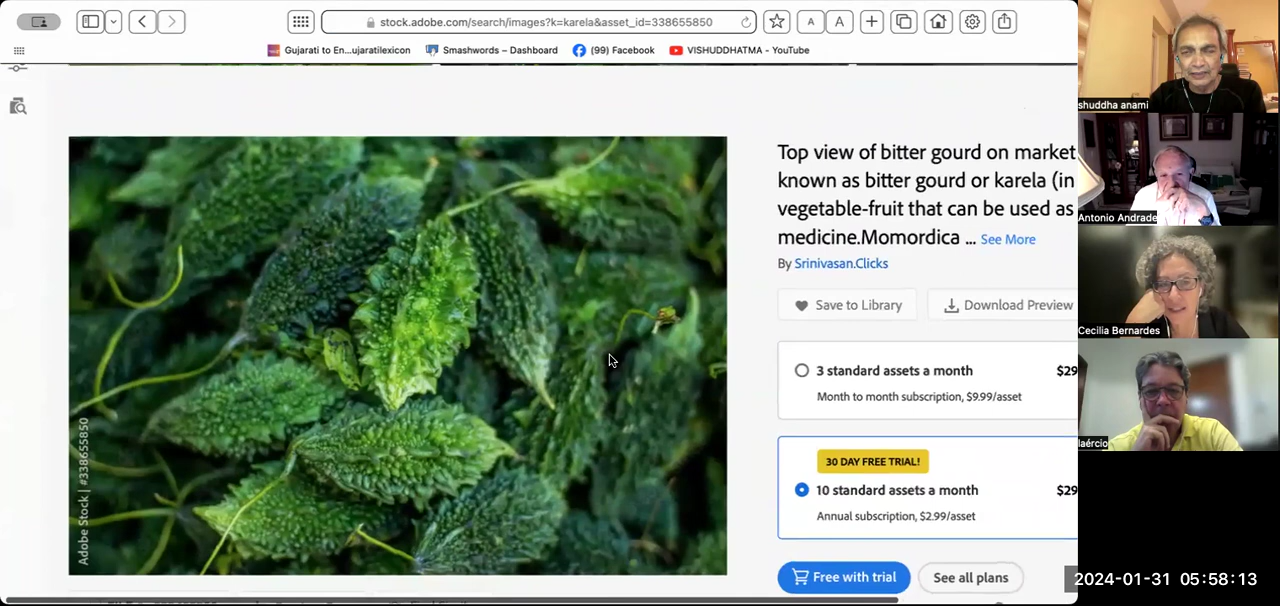 stock.adobe.com/search/images?k=karela&asset_id=338655850
A A
Gujarati to En...ujaratilexicon Smashwords – Dashboard (99) Facebook VISHUDDHATMA - YouTube
Top view of bitter gourd on market
known as bitter gourd or karela (in
vegetable-fruit that can be used as
medicine.Momordica ... See More
By Srinivasan.Clicks
Save to Library Download Preview
3 standard assets a month $29
Month to month subscription, $9.99/asset
30 DAY FREE TRIAL!
10 standard assets a month $29
Annual subscription, $2.99/asset
Free with trial See all plans
Adobe Stock | #338655850
shuddha anami
Antonio Andrade
Cecilia Bernardes
laércio
2024-01-31 05:58:13